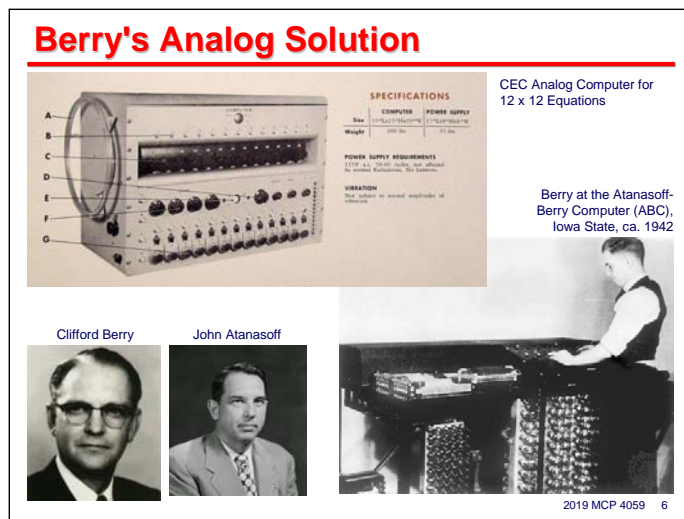 Berry's Analog Solution
CEC Analog Computer for
12 x 12 Equations
SPECIFICATIONS
COMPUTER POWER SUPPLY
Size
Weight
POWER SUPPLY REQUIREMENTS
VIBRATION
A
B
C
D
E
F
G
Berry at the Atanasoff-
Berry Computer (ABC),
Iowa State, ca. 1942
Clifford Berry
John Atanasoff
2019 MCP 4059 6